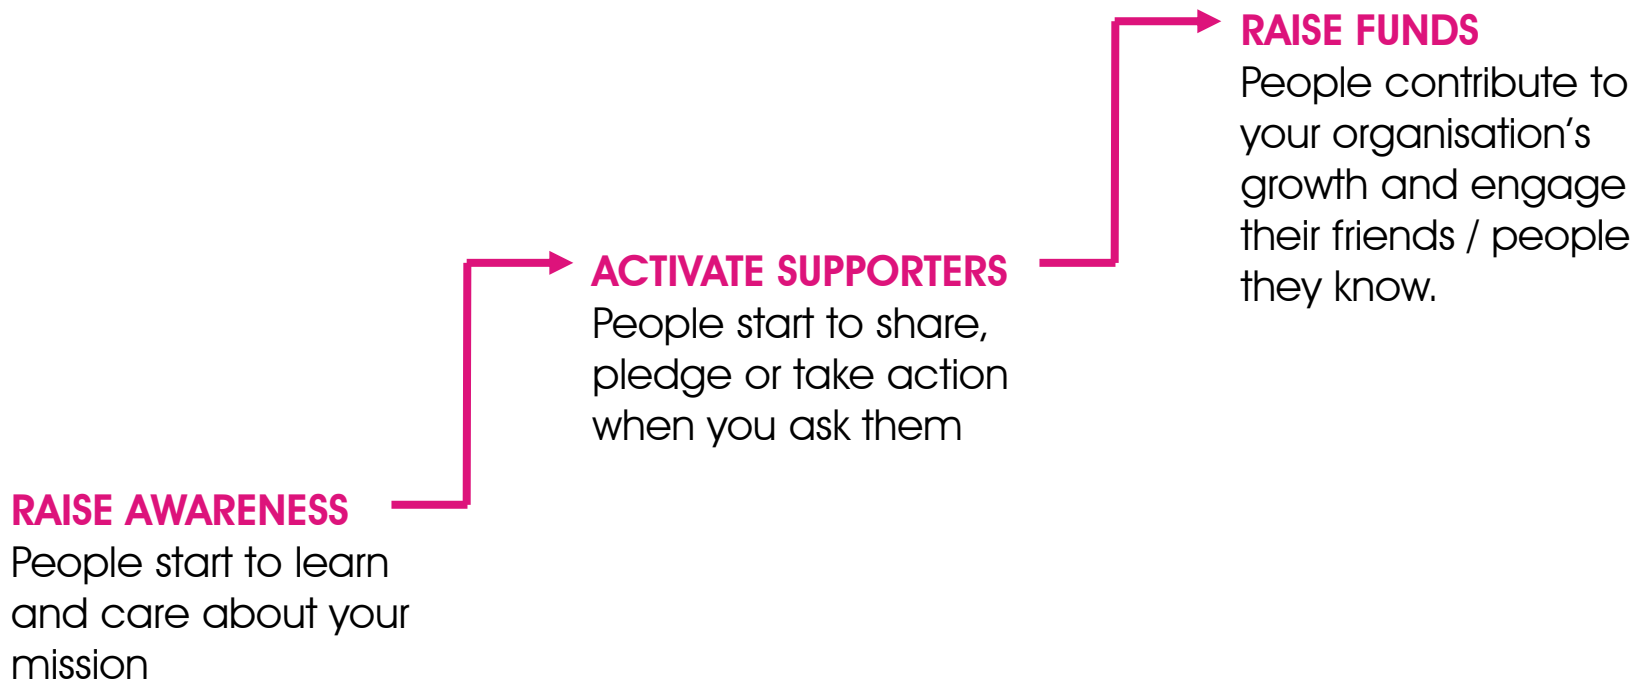 RAISE AWARENESS
People start to learn
and care about your
mission
ACTIVATE SUPPORTERS
People start to share,
pledge or take action
when you ask them
RAISE FUNDS
People contribute to
your organisation’s
growth and engage
their friends / people
they know.